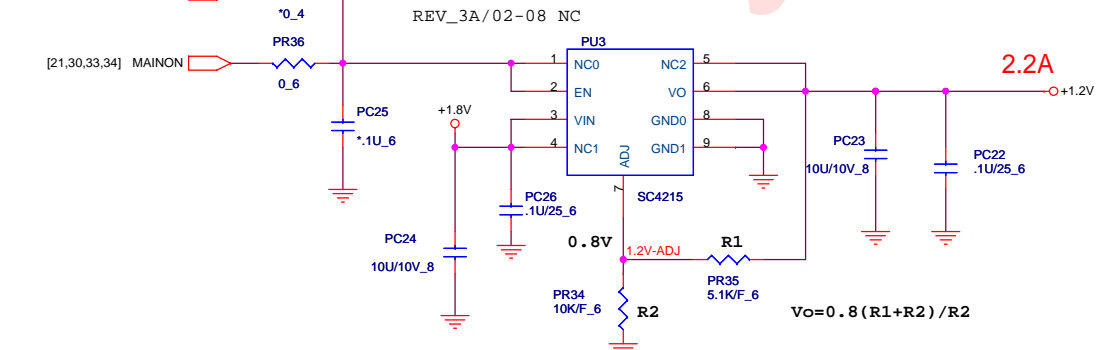 *0_4
REV_3A/02-08 NC
PR36
PU3
[21,30,33,34] MAINON
1
NC0
NC2
5
2.2A
0_6
2
EN
VO
6
+1.2V
+1.8V
PC25
*.1U_6
3
VIN
GND0
8
4
NC1
ADJ
GND1
9
PC23
10U/10V_8
PC22
.1U/25_6
7
SC4215
PC26
.1U/25_6
PC24
10U/10V_8
0.8V
1.2V-ADJ
R1
PR35
5.1K/F_6
PR34
10K/F_6
R2
Vo=0.8(R1+R2)/R2